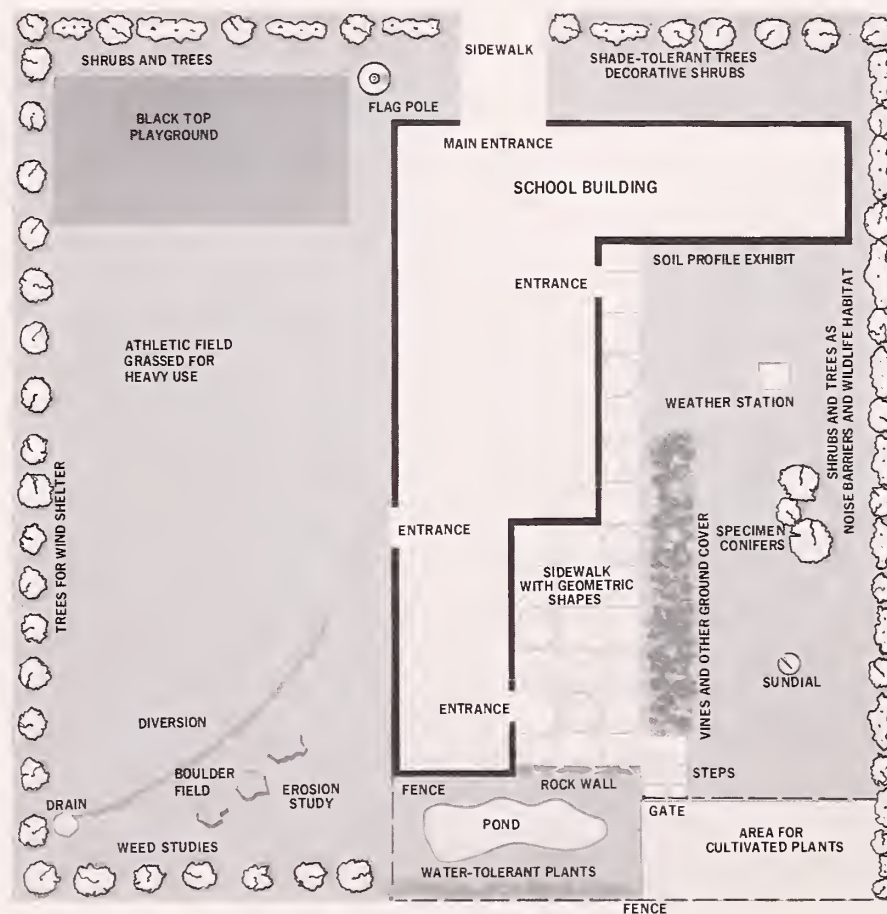 SIDEWALK
SHRUBS AND TREES
SHADE-TOLERANT TREES
DECORATIVE SHRUBS
FLAG POLE
BLACK TOP
PLAYGROUND
MAIN ENTRANCE
SCHOOL BUILDING
SOIL PROFILE EXHIBIT
ENTRANCE
ATHLETIC FIELD
GRASSED FOR
HEAVY USE
WEATHER STATION
SHRUBS AND TREES AS
NOISE BARRIERS AND WILDLIFE HABITAT
TREES FOR WIND SHELTER
ENTRANCE
SPECIMEN
CONIFERS
SIDEWALK
WITH GEOMETRIC
SHAPES
VINES AND OTHER GROUND COVER
SUNDIAL
ENTRANCE
DIVERSION
BOULDER
FIELD
EROSION
STUDY
FENCE
ROCK WALL
STEPS
DRAIN
GATE
POND
AREA FOR
CULTIVATED PLANTS
WEED STUDIES
WATER-TOLERANT PLANTS
FENCE